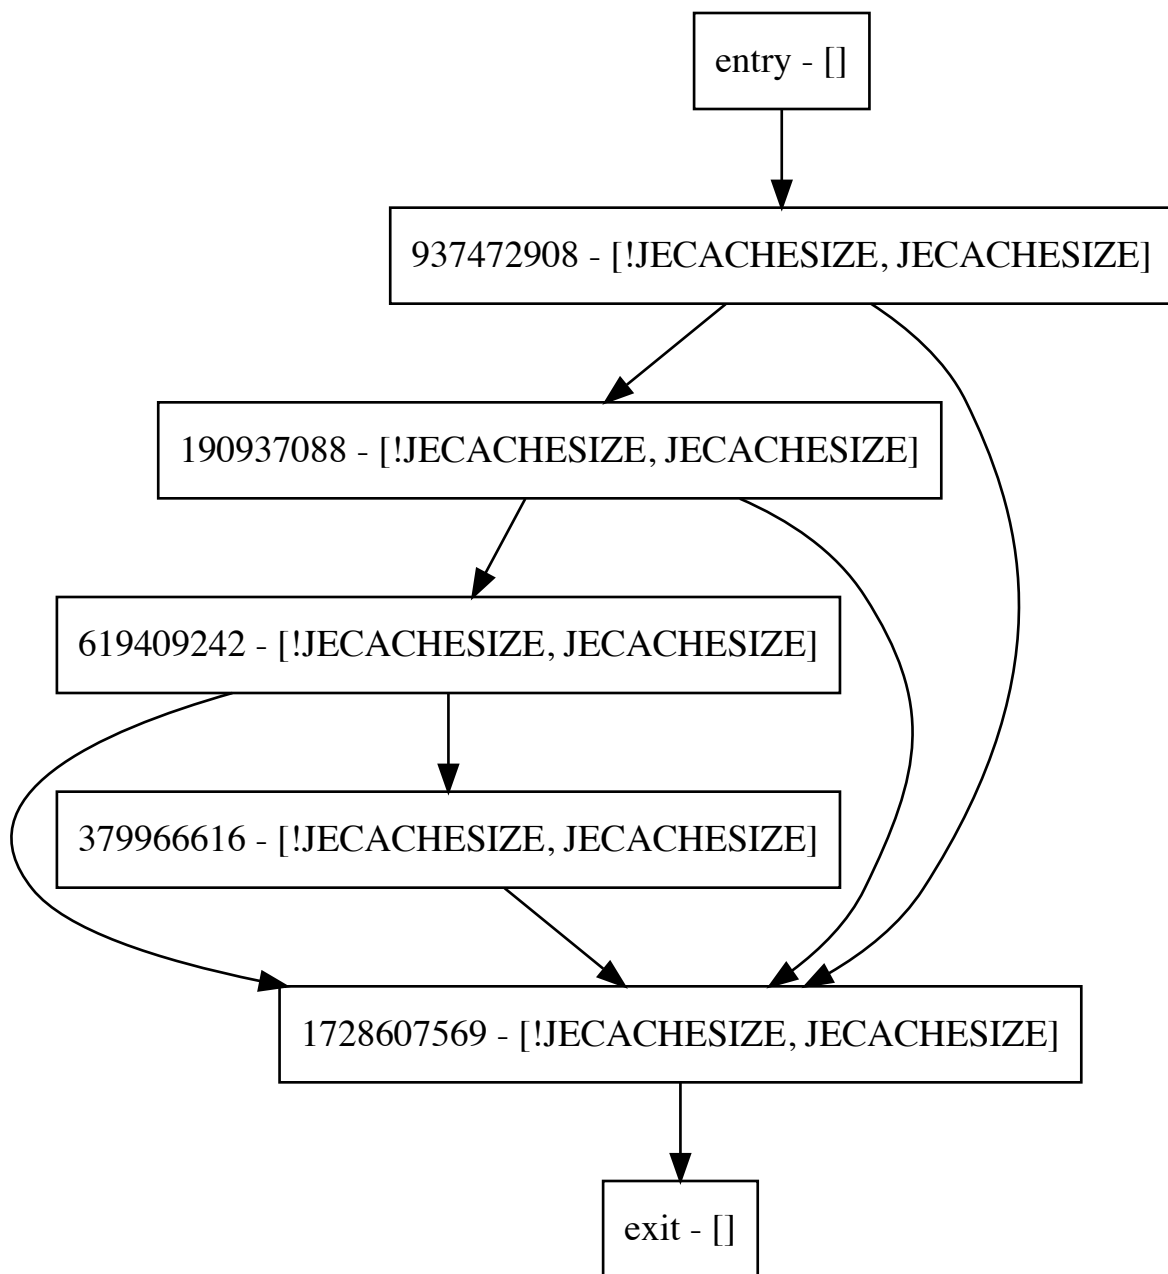 entry - []
937472908 - [!JECACHESIZE, JECACHESIZE]
190937088 - [!JECACHESIZE, JECACHESIZE]
619409242 - [!JECACHESIZE, JECACHESIZE]
379966616 - [!JECACHESIZE, JECACHESIZE]
1728607569 - [!JECACHESIZE, JECACHESIZE]
exit - []